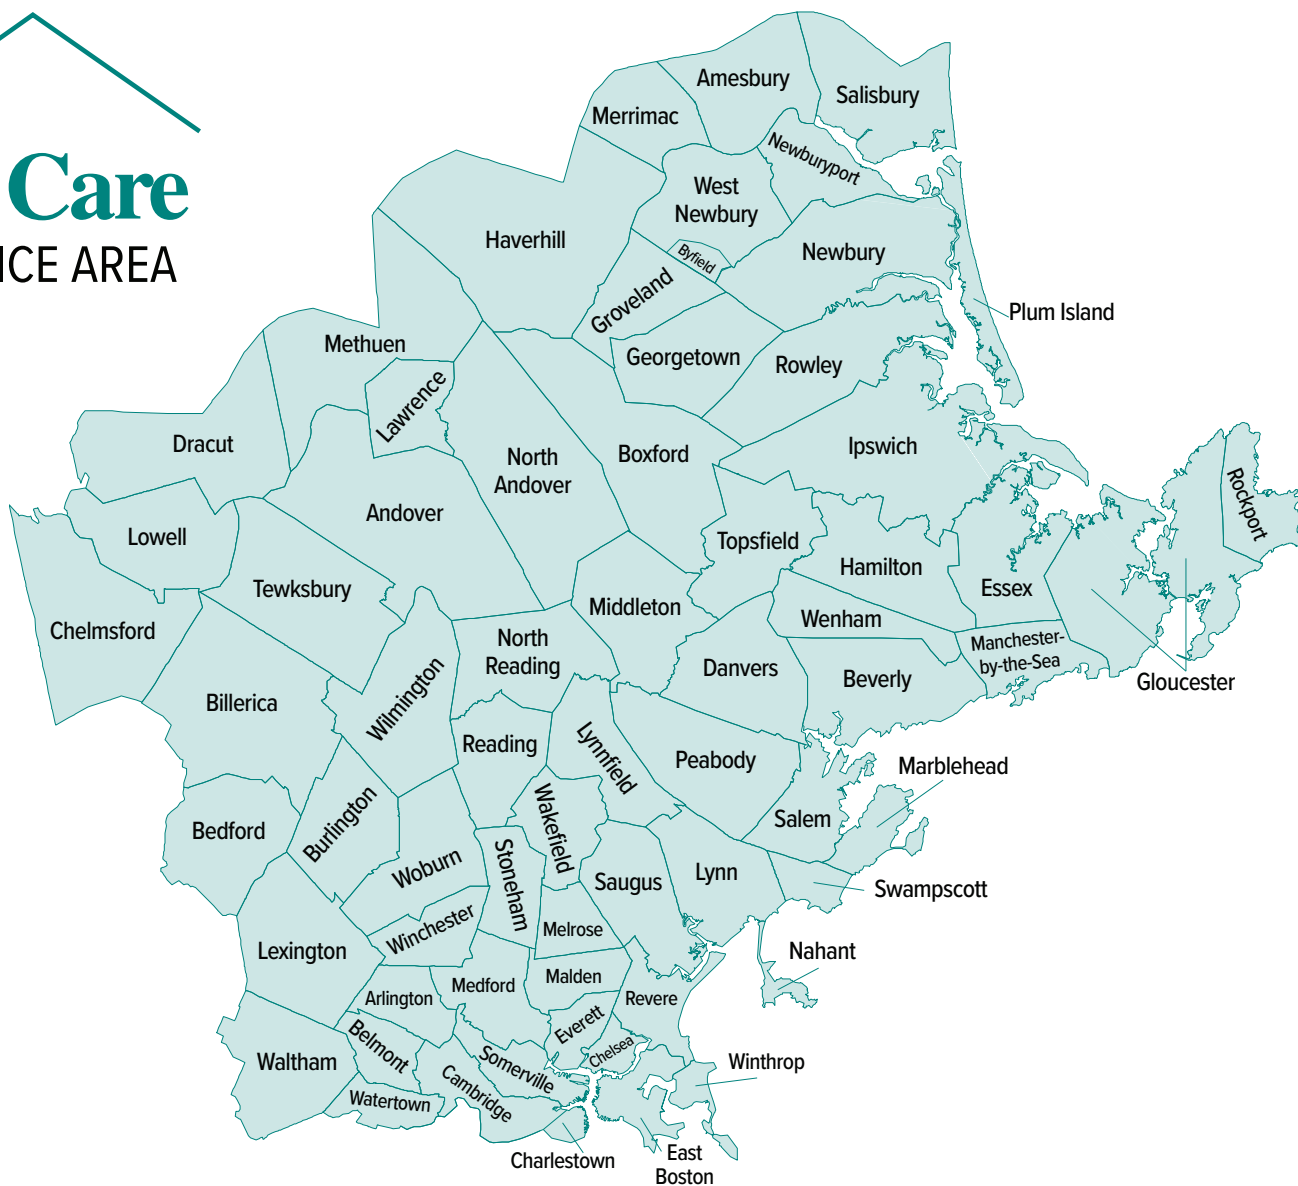 Care
ICE AREA
Amesbury
Salisbury
Merrimac
Newburyport
West
Newbury
Haverhill
Newbury
Byfield
Groveland
Plum Island
Methuen
Georgetown
Rowley
Lawrence
Dracut
Ipswich
Boxford
North
Andover
Rockport
Andover
Lowell
Topsfield
Hamilton
Essex
Tewksbury
Middleton
Wenham
Chelmsford
North
Reading
Manchester-
by-the-Sea
Danvers
Beverly
Gloucester
Billerica
Wilmington
Reading
Lynnfield
Peabody
Marblehead
Salem
Bedford
Burlington
Wakefield
Woburn
Stoneham
Saugus
Lynn
Swampscott
Winchester
Melrose
Lexington
Nahant
Malden
Medford
Arlington
Revere
Everett
Belmont
Chelsea
Somerville
Waltham
Winthrop
Cambridge
Watertown
Charlestown
East
Boston